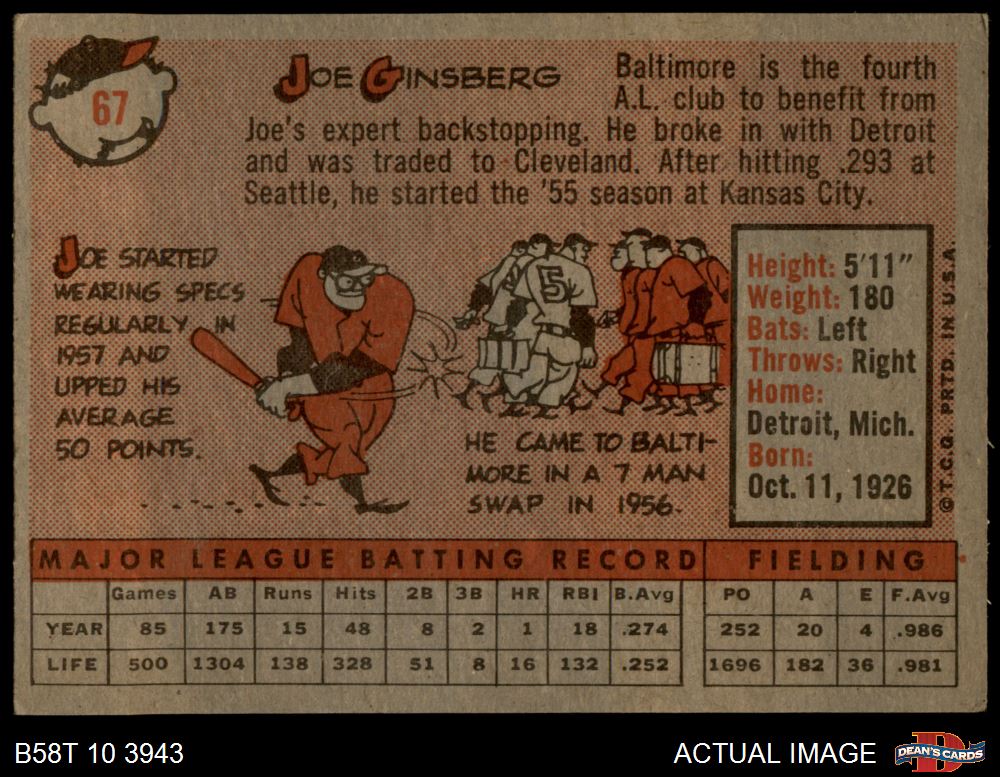 67
JOE GINSBERG
Baltimore is the fourth
A.L. club to benefit from
Joe's expert backstopping. He broke in with Detroit
and was traded to Cleveland. After hitting .293 at
Seattle, he started the '55 season at Kansas City.
JOE STARTED
WEARING SPECS
REGULARLY IN
1957 AND
UPPED HIS
AVERAGE
50 POINTS.
5
HE CAME TO BALTI-
MORE IN A 7 MAN
SWAP IN 1956.
Height: 5'11"
Weight: 180
Bats: Left
Throws: Right
Home:
Detroit, Mich.
Born:
Oct. 11, 1926
©T.C.G. PRTD. IN U.S.A.
MAJOR LEAGUE BATTING RECORD FIELDING
Games AB Runs Hits 2B 3B HR RBI B.Avg PO A E F.Avg
YEAR 85 175 15 48 8 2 1 18 .274 252 20 4 .986
LIFE 500 1304 138 328 51 8 16 132 .252 1696 182 36 .981
B58T 10 3943
ACTUAL IMAGE
D
DEAN'S CARDS